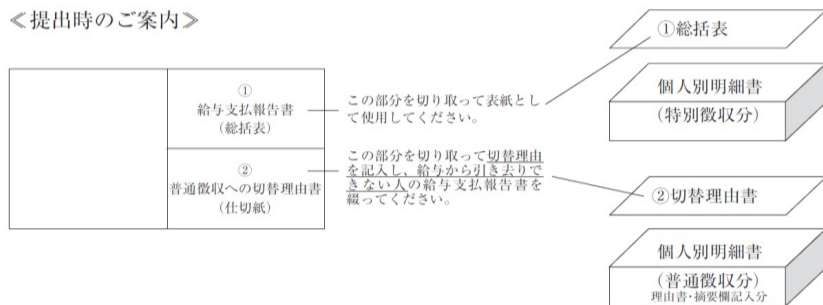 ≪提出時のご案内≫
①
給与支払報告書
(総括表)
②
普通徴収への切替理由書
(仕切紙)
この部分を切り取って表紙とし
て使用してください。
この部分を切り取って切替理由
を記入し、給与から引き去りで
きない人の給与支払報告書を
綴ってください。
①総括表
個人別明細書
(特別徴収分)
②切替理由書
個人別明細書
(普通徴収分)
理由書・摘要欄記入分